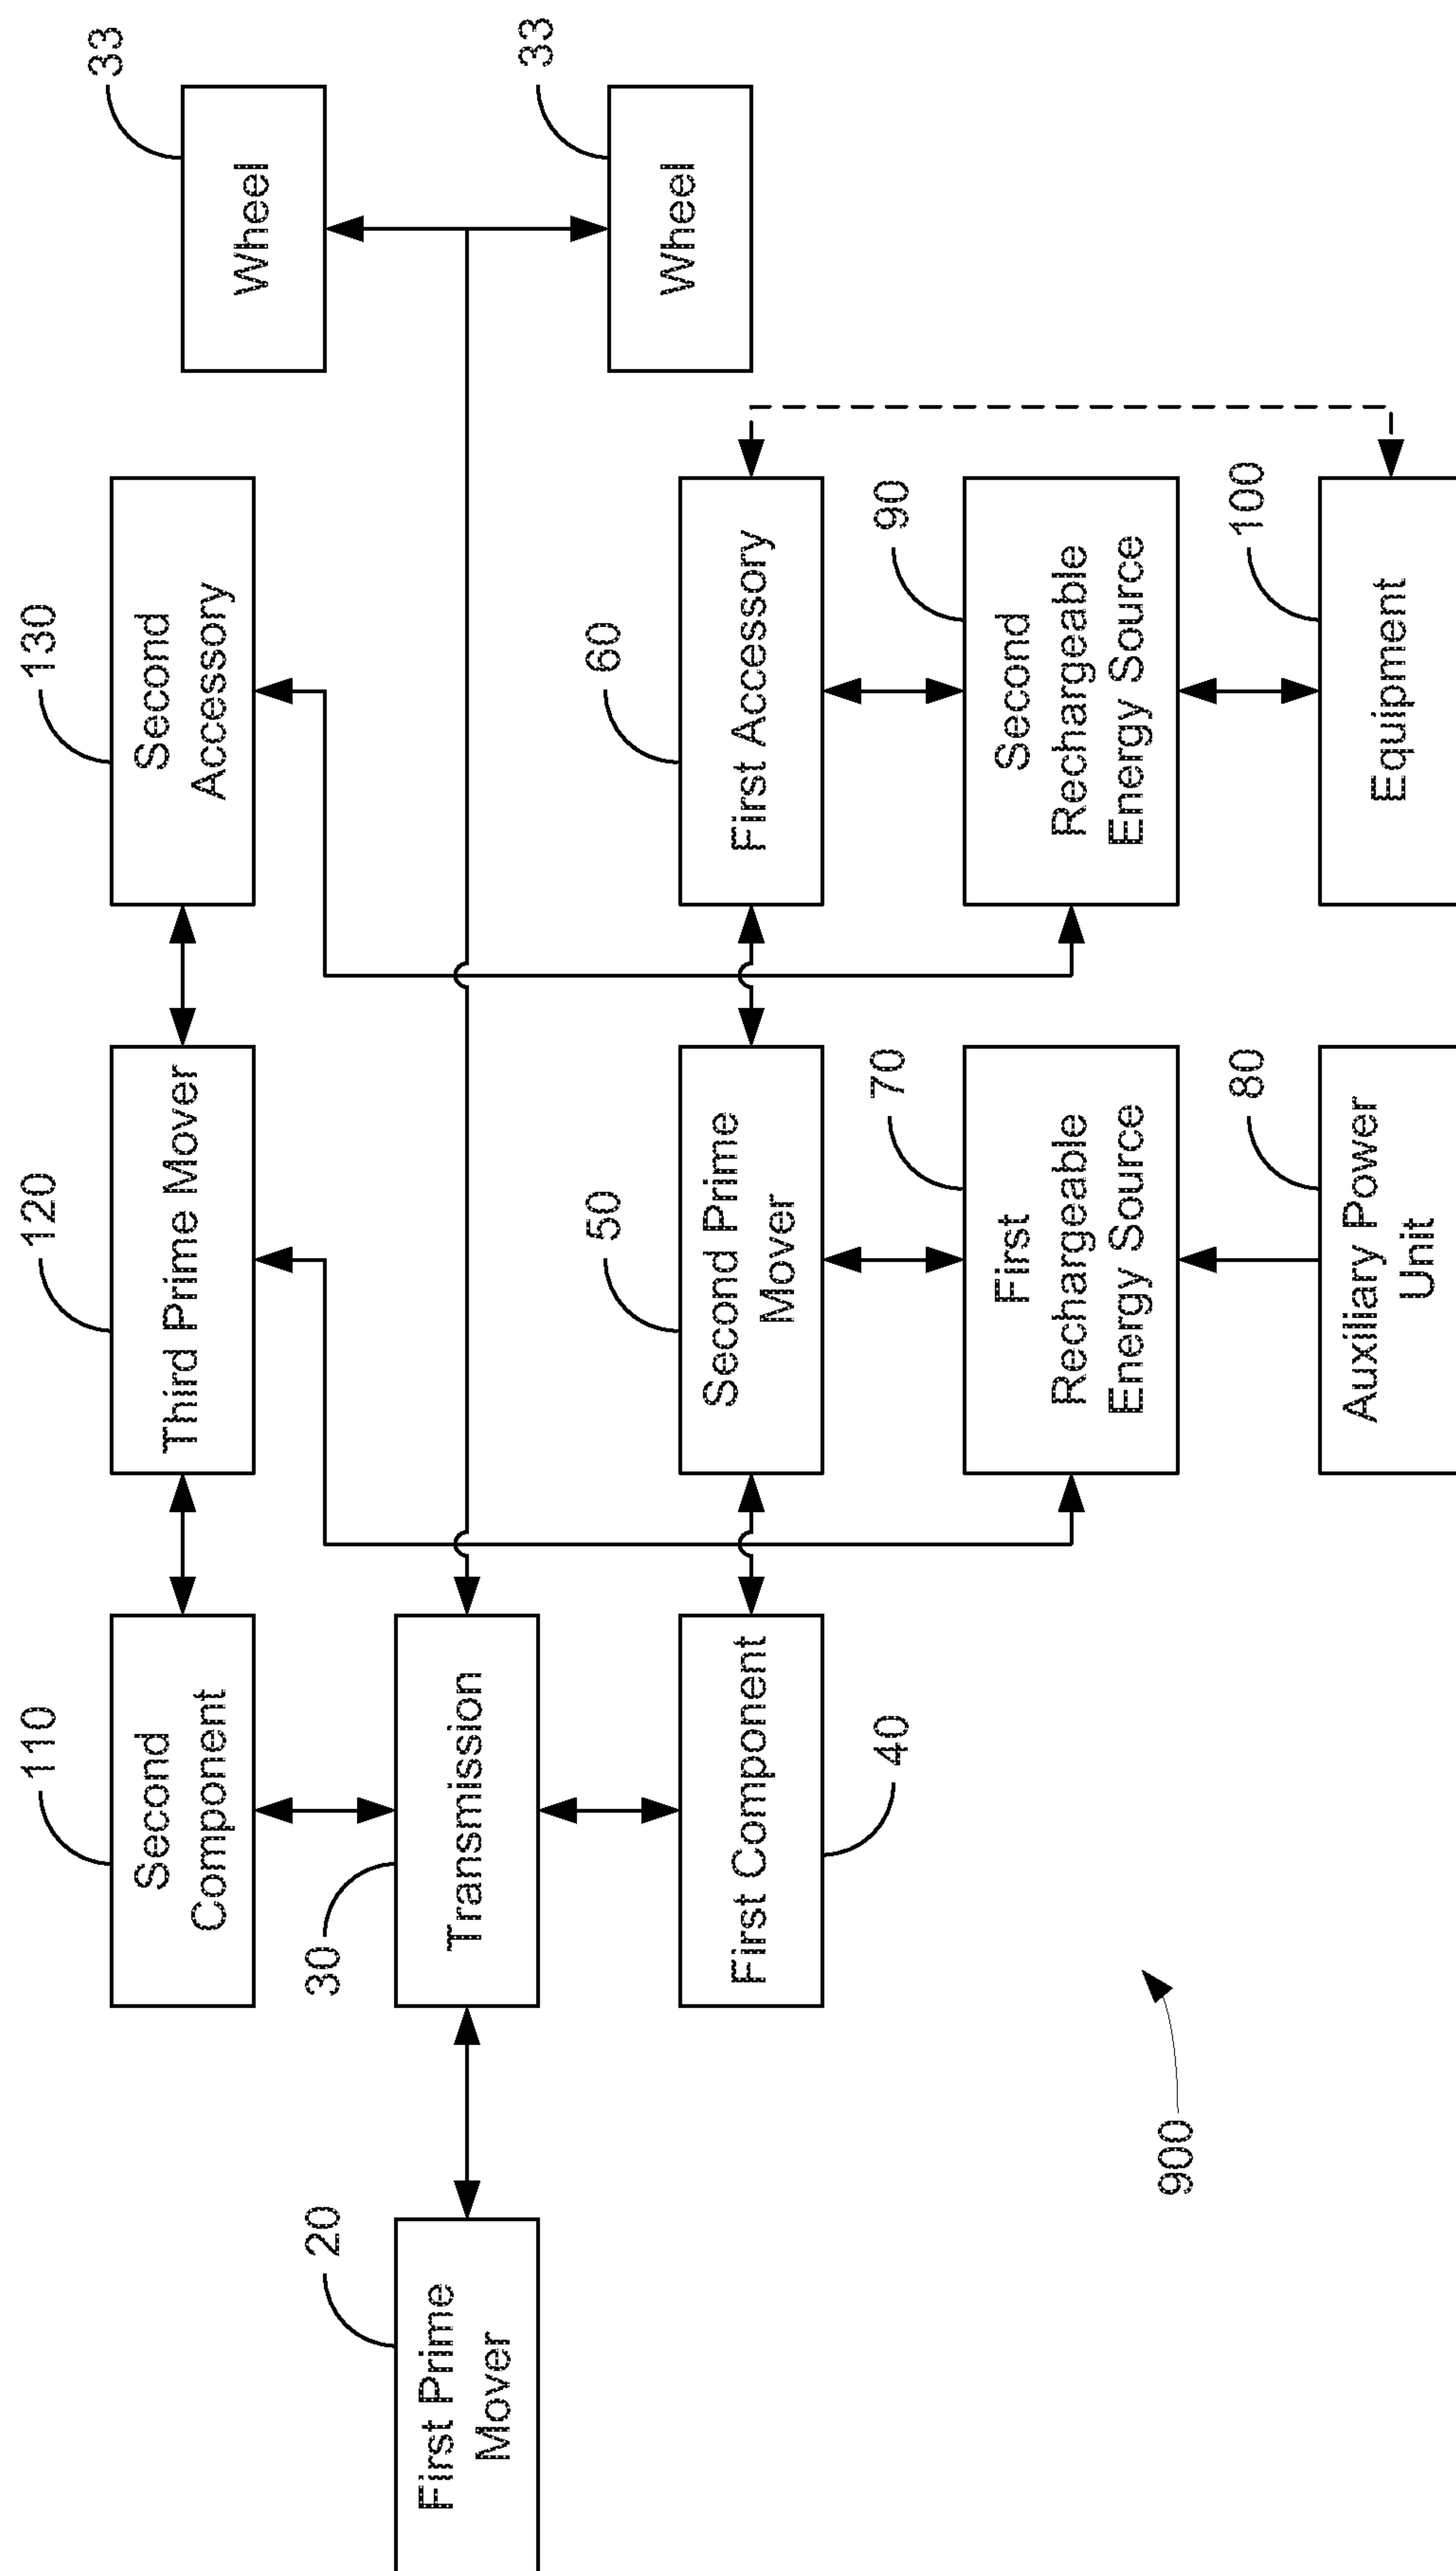 110
Second
Component
120
Third Prime Mover
130
Second
Accessory
33
Wheel
20
First Prime
Mover
30
Transmission
33
Wheel
40
First Component
50
Second Prime
Mover
60
First Accessory
70
First
Rechargeable
Energy Source
90
Second
Rechargeable
Energy Source
900
80
Auxiliary Power
Unit
100
Equipment